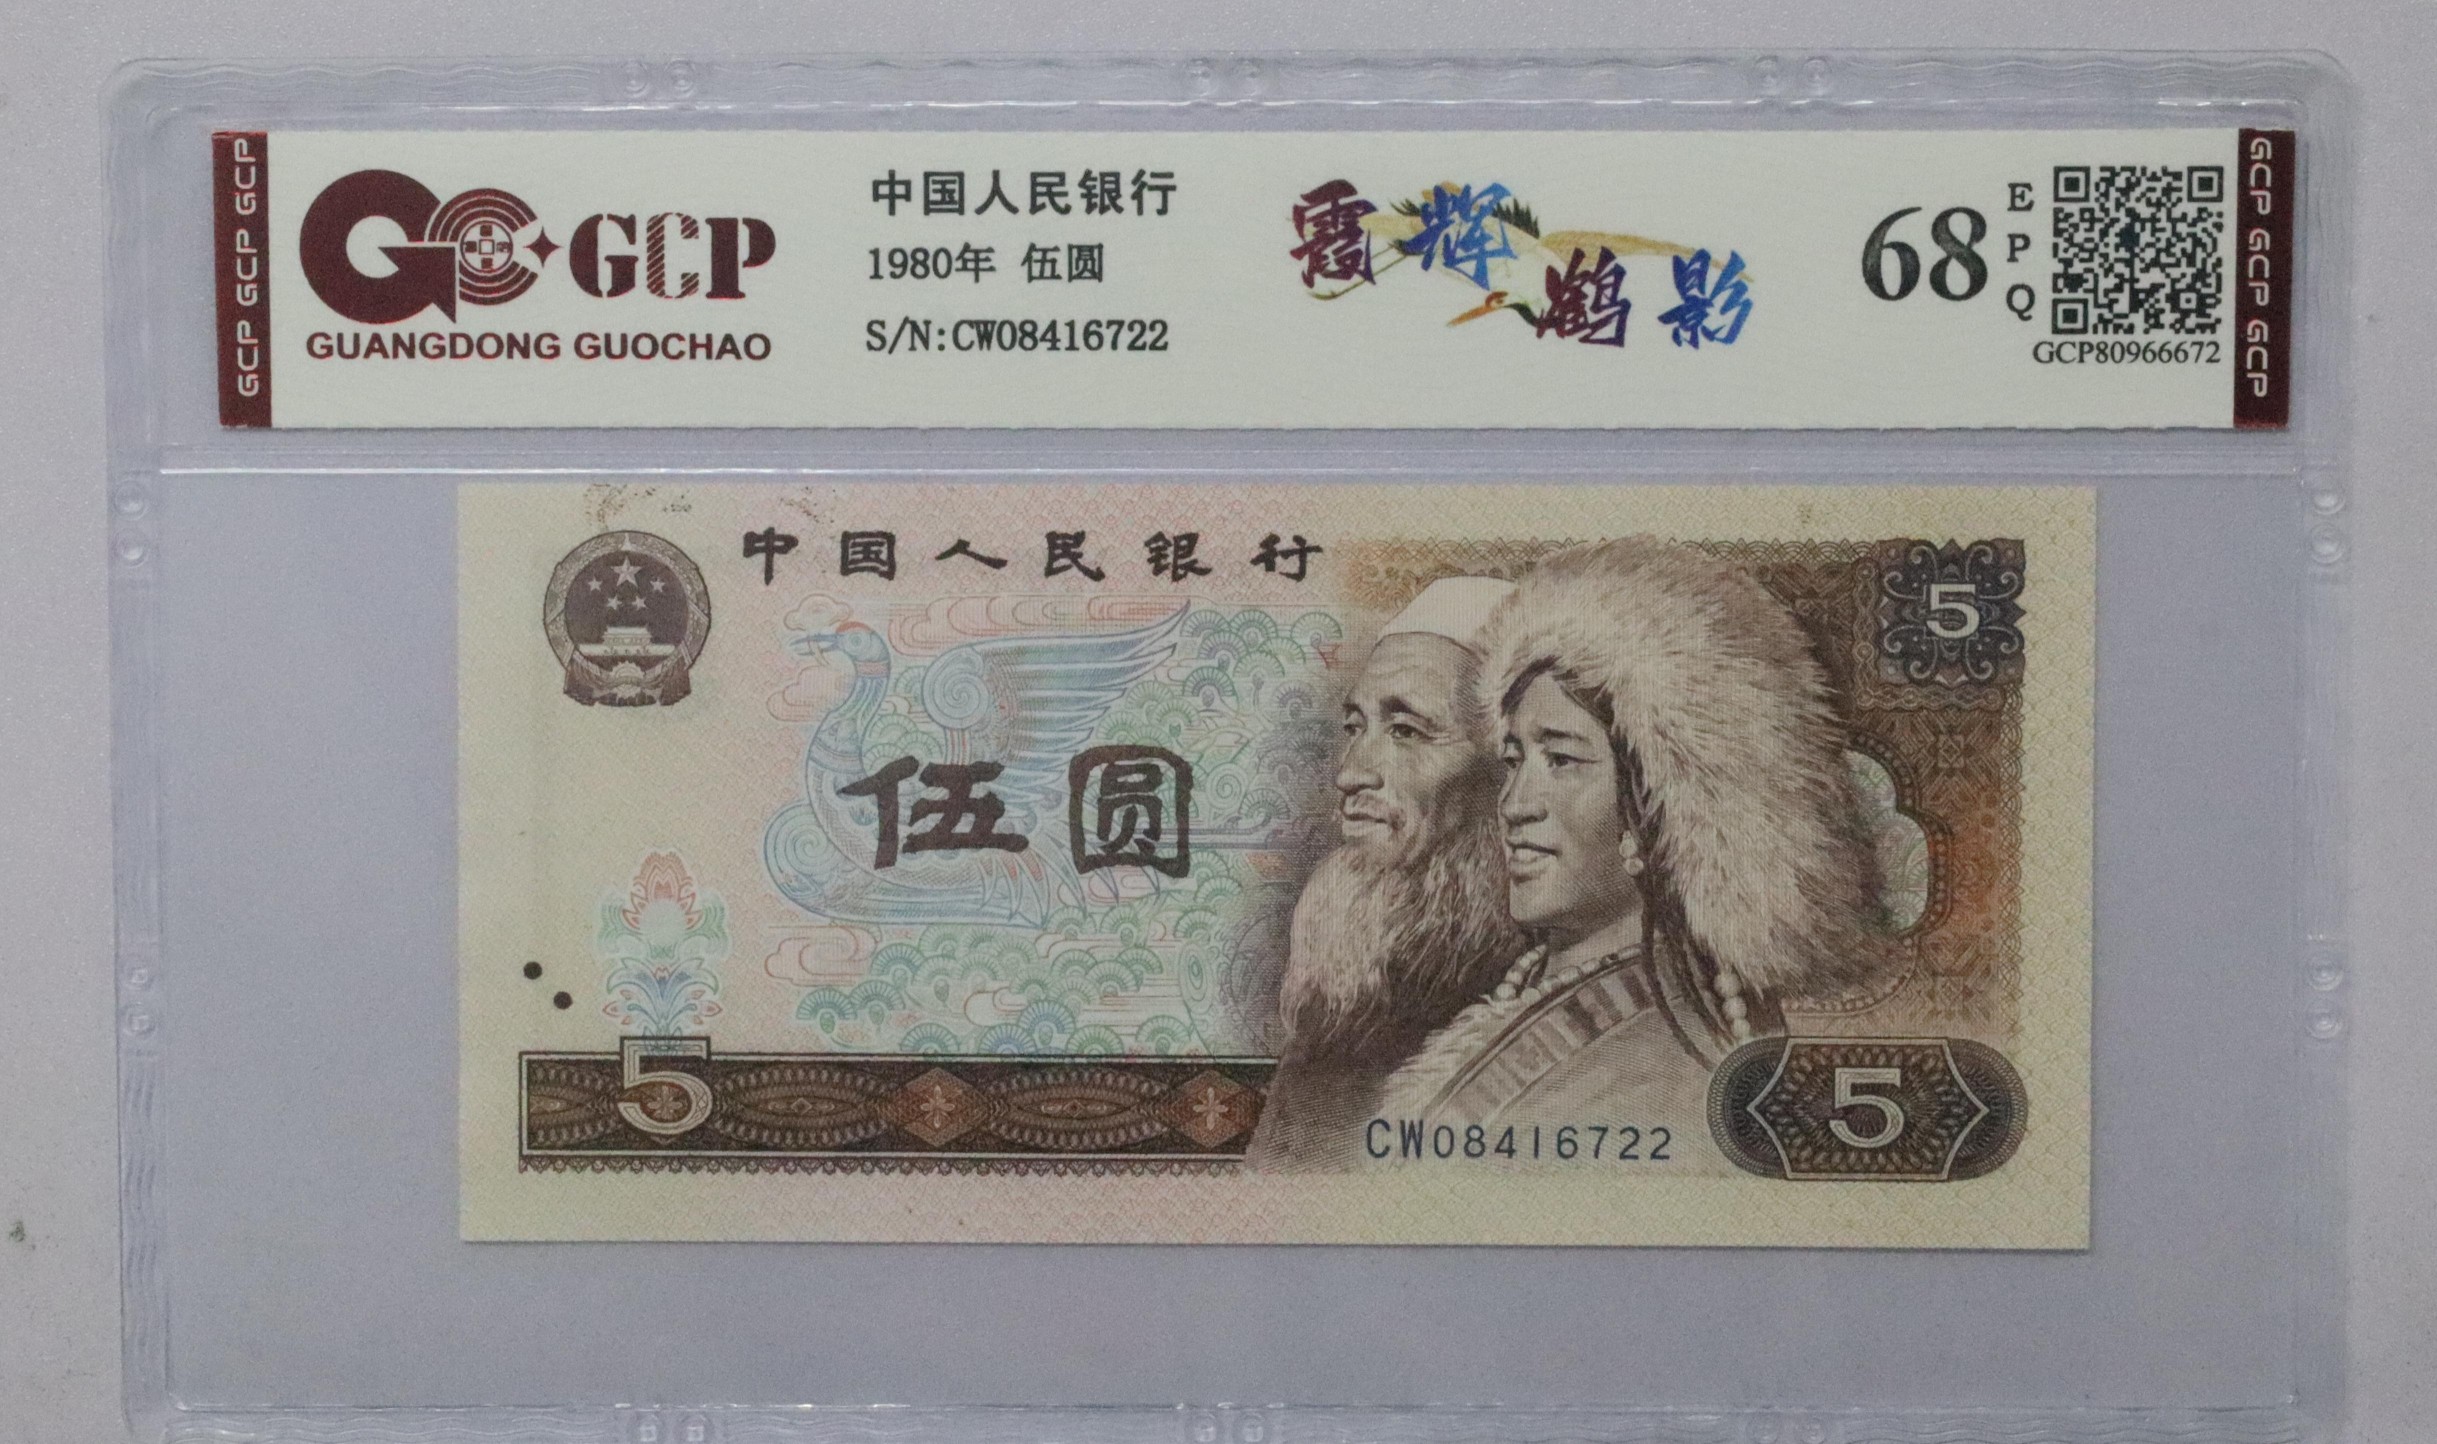 GCP GCP GCP
GCP
GUANGDONG GUOCHAO
中国人民银行
1980年 伍圆
S/N:CW08416722
霞辉鹤影
68
EPQ
GCP80966672
GCP GCP GCP
中国人民银行
5
伍圆
5
CW08416722
5